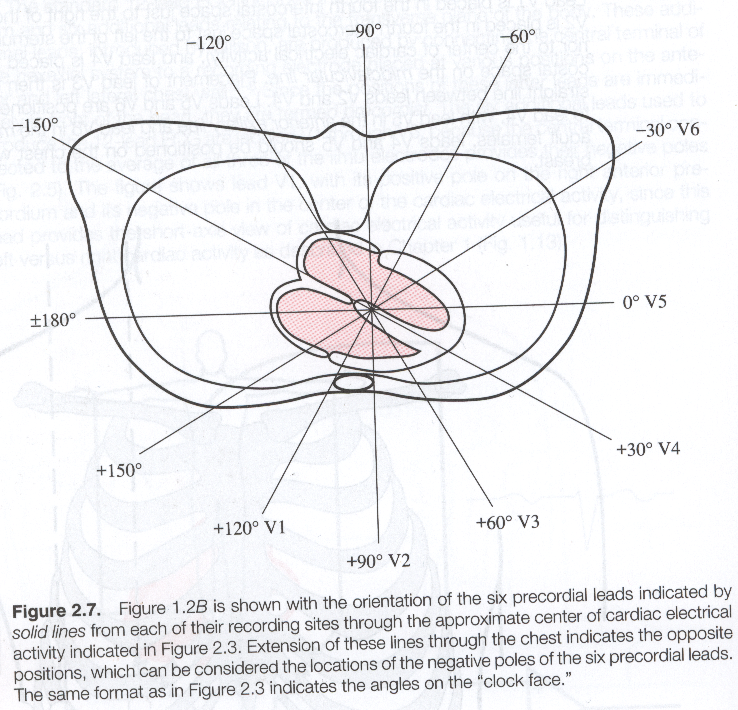 −90°
−120°
−60°
−150°
−30° V6
±180°
0° V5
+150°
+30° V4
+120° V1
+60° V3
+90° V2
Figure 2.7. Figure 1.2B is shown with the orientation of the six precordial leads indicated by
solid lines from each of their recording sites through the approximate center of cardiac electrical
activity indicated in Figure 2.3. Extension of these lines through the chest indicates the opposite
positions, which can be considered the locations of the negative poles of the six precordial leads.
The same format as in Figure 2.3 indicates the angles on the “clock face.”